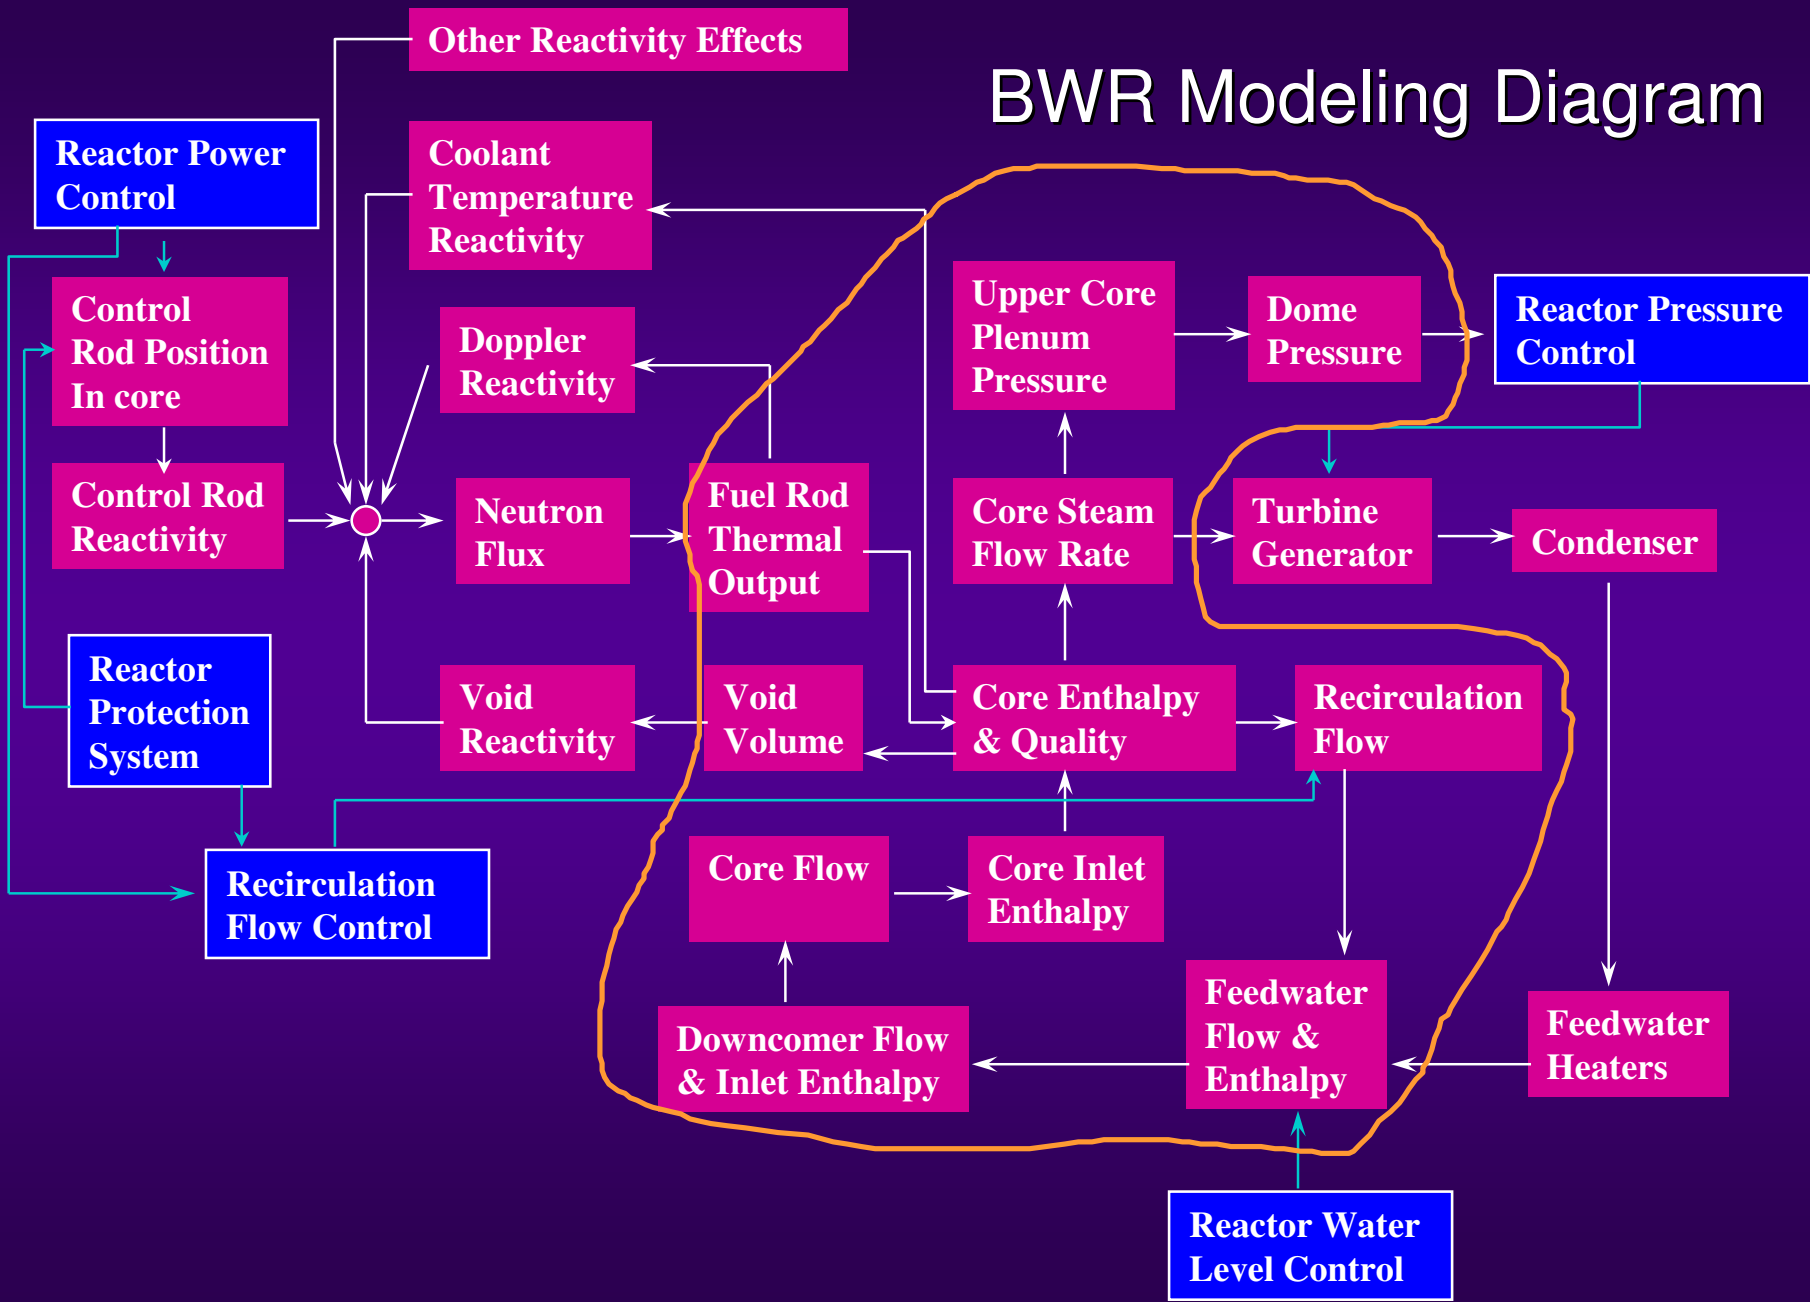 Other Reactivity Effects
BWR Modeling Diagram
Reactor Power
Control
Coolant
Temperature
Reactivity
Control
Rod Position
In core
Doppler
Reactivity
Upper Core
Plenum
Pressure
Dome
Pressure
Reactor Pressure
Control
Control Rod
Reactivity
Neutron
Flux
Fuel Rod
Thermal
Output
Core Steam
Flow Rate
Turbine
Generator
Condenser
Reactor
Protection
System
Void
Reactivity
Void
Volume
Core Enthalpy
& Quality
Recirculation
Flow
Recirculation
Flow Control
Core Flow
Core Inlet
Enthalpy
Downcomer Flow
& Inlet Enthalpy
Feedwater
Flow &
Enthalpy
Feedwater
Heaters
Reactor Water
Level Control